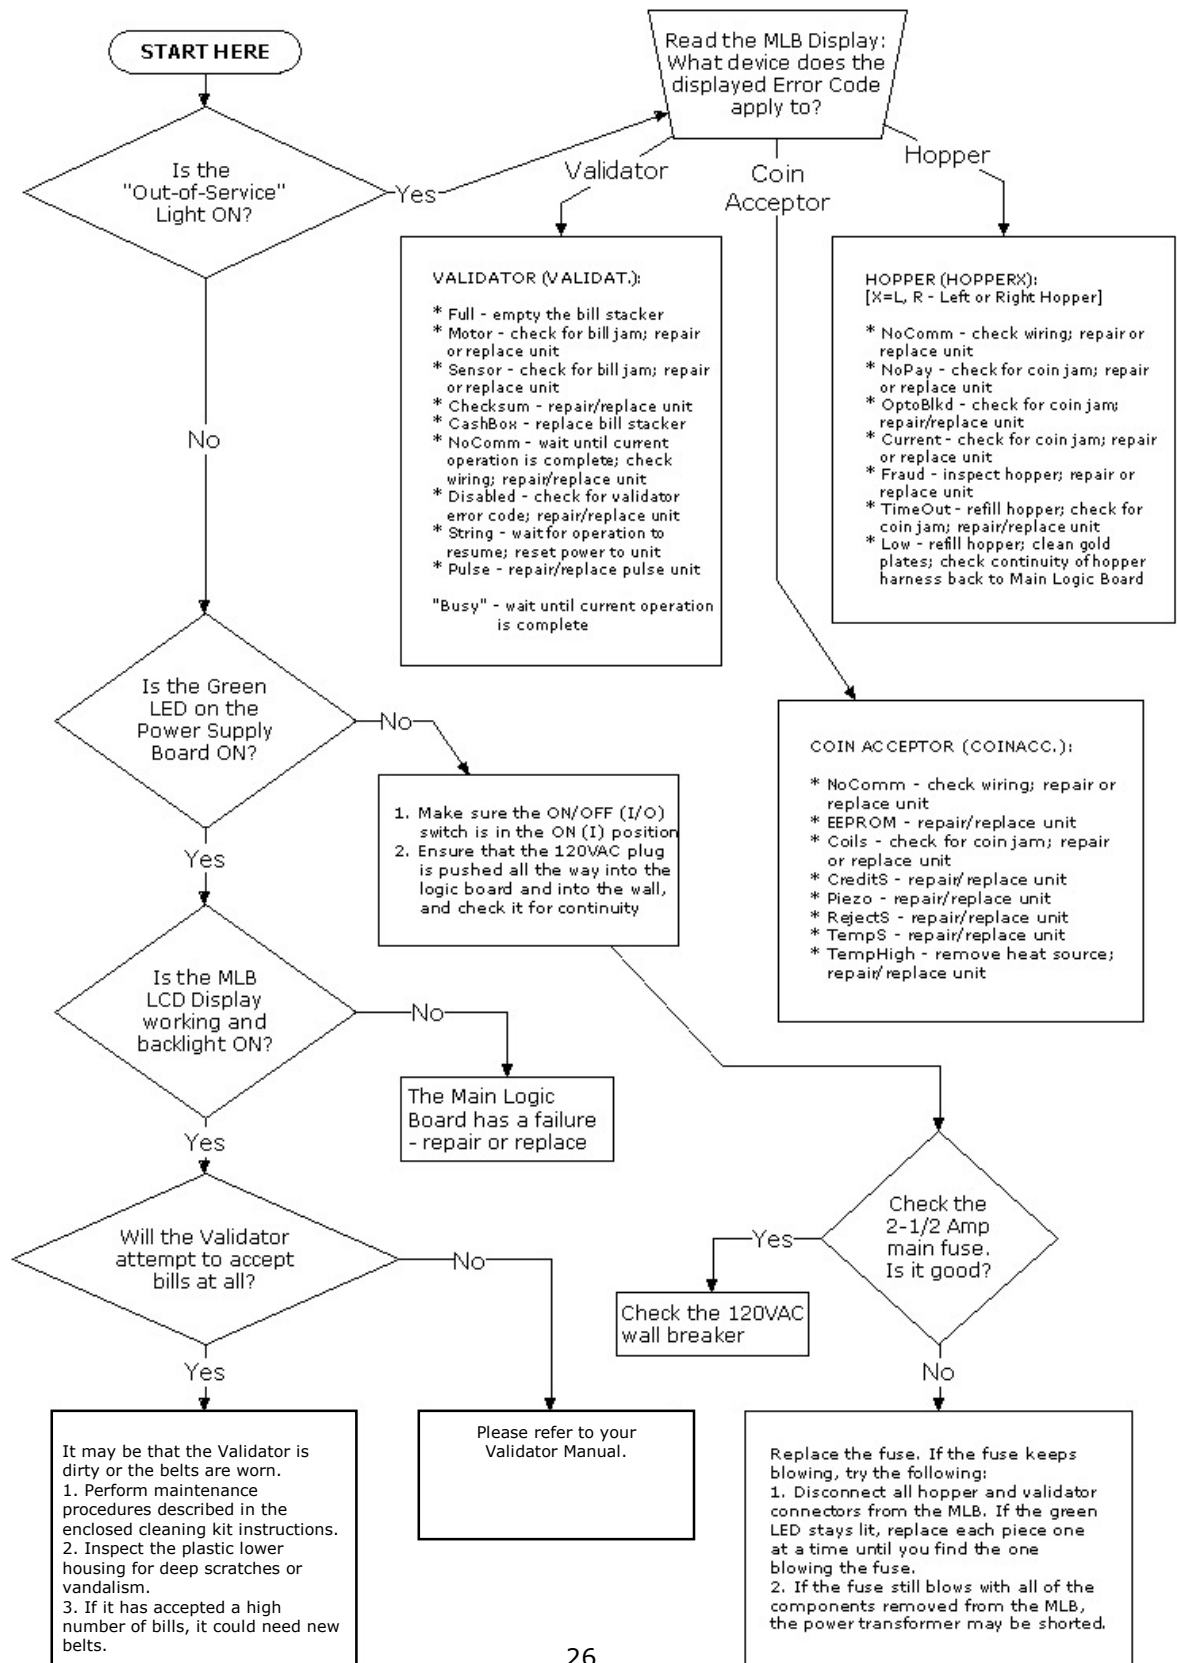 START HERE
Is the
"Out-of-Service"
Light ON?
Yes
No
Read the MLB Display:
What device does the
displayed Error Code
apply to?
Validator
Coin
Acceptor
Hopper
VALIDATOR (VALIDAT.):
* Full - empty the bill stacker
* Motor - check for bill jam; repair
or replace unit
* Sensor - check for bill jam; repair
or replace unit
* Checksum - repair/replace unit
* CashBox - replace bill stacker
* NoComm - wait until current
operation is complete; check
wiring; repair/replace unit
* Disabled - check for validator
error code; repair/replace unit
* String - wait for operation to
resume; reset power to unit
* Pulse - repair/replace pulse unit
"Busy" - wait until current operation
is complete
HOPPER (HOPPERX):
[X=L, R - Left or Right Hopper]
* NoComm - check wiring; repair or
replace unit
* NoPay - check for coin jam; repair
or replace unit
* OptoBlkd - check for coin jam;
repair/replace unit
* Current - check for coin jam; repair
or replace unit
* Fraud - inspect hopper; repair or
replace unit
* TimeOut - refill hopper; check for
coin jam; repair/replace unit
* Low - refill hopper; clean gold
plates; check continuity of hopper
harness back to Main Logic Board
Is the Green
LED on the
Power Supply
Board ON?
No
Yes
1. Make sure the ON/OFF (I/O)
switch is in the ON (I) position
2. Ensure that the 120VAC plug
is pushed all the way into the
logic board and into the wall,
and check it for continuity
COIN ACCEPTOR (COINACC.):
* NoComm - check wiring; repair or
replace unit
* EEPROM - repair/replace unit
* Coils - check for coin jam; repair
or replace unit
* CreditS - repair/replace unit
* Piezo - repair/replace unit
* RejectS - repair/replace unit
* TempS - repair/replace unit
* TempHigh - remove heat source;
repair/replace unit
Is the MLB
LCD Display
working and
backlight ON?
No
Yes
The Main Logic
Board has a failure
- repair or replace
Will the Validator
attempt to accept
bills at all?
No
Yes
Check the
2-1/2 Amp
main fuse.
Is it good?
Yes
No
Check the 120VAC
wall breaker
It may be that the Validator is
dirty or the belts are worn.
1. Perform maintenance
procedures described in the
enclosed cleaning kit instructions.
2. Inspect the plastic lower
housing for deep scratches or
vandalism.
3. If it has accepted a high
number of bills, it could need new
belts.
Please refer to your
Validator Manual.
Replace the fuse. If the fuse keeps
blowing, try the following:
1. Disconnect all hopper and validator
connectors from the MLB. If the green
LED stays lit, replace each piece one
at a time until you find the one
blowing the fuse.
2. If the fuse still blows with all of the
components removed from the MLB,
the power transformer may be shorted.
26